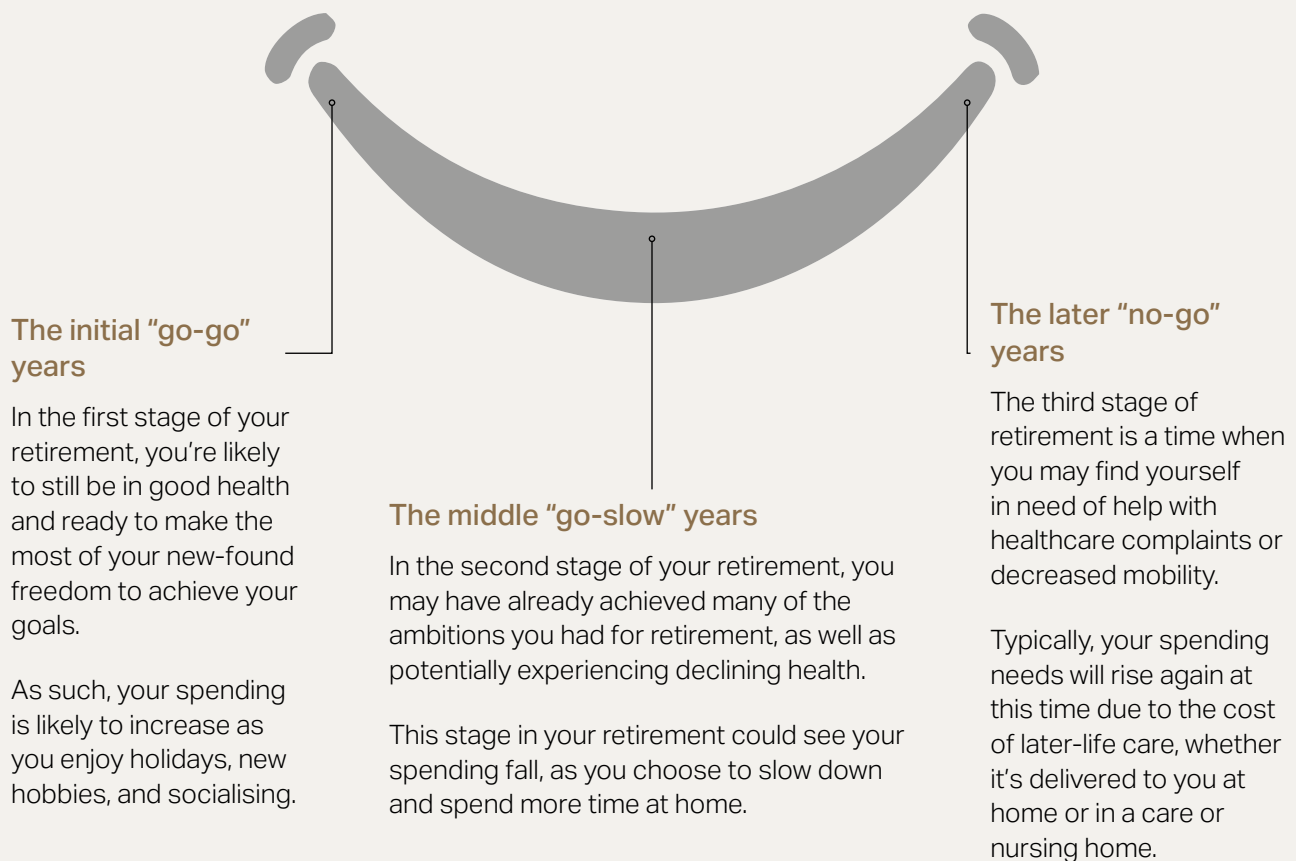 The initial “go-go”
years
In the first stage of your
retirement, you’re likely
to still be in good health
and ready to make the
most of your new-found
freedom to achieve your
goals.
As such, your spending
is likely to increase as
you enjoy holidays, new
hobbies, and socialising.
The middle “go-slow” years
In the second stage of your retirement, you
may have already achieved many of the
ambitions you had for retirement, as well as
potentially experiencing declining health.
This stage in your retirement could see your
spending fall, as you choose to slow down
and spend more time at home.
The later “no-go”
years
The third stage of
retirement is a time when
you may find yourself
in need of help with
healthcare complaints or
decreased mobility.
Typically, your spending
needs will rise again at
this time due to the cost
of later-life care, whether
it’s delivered to you at
home or in a care or
nursing home.